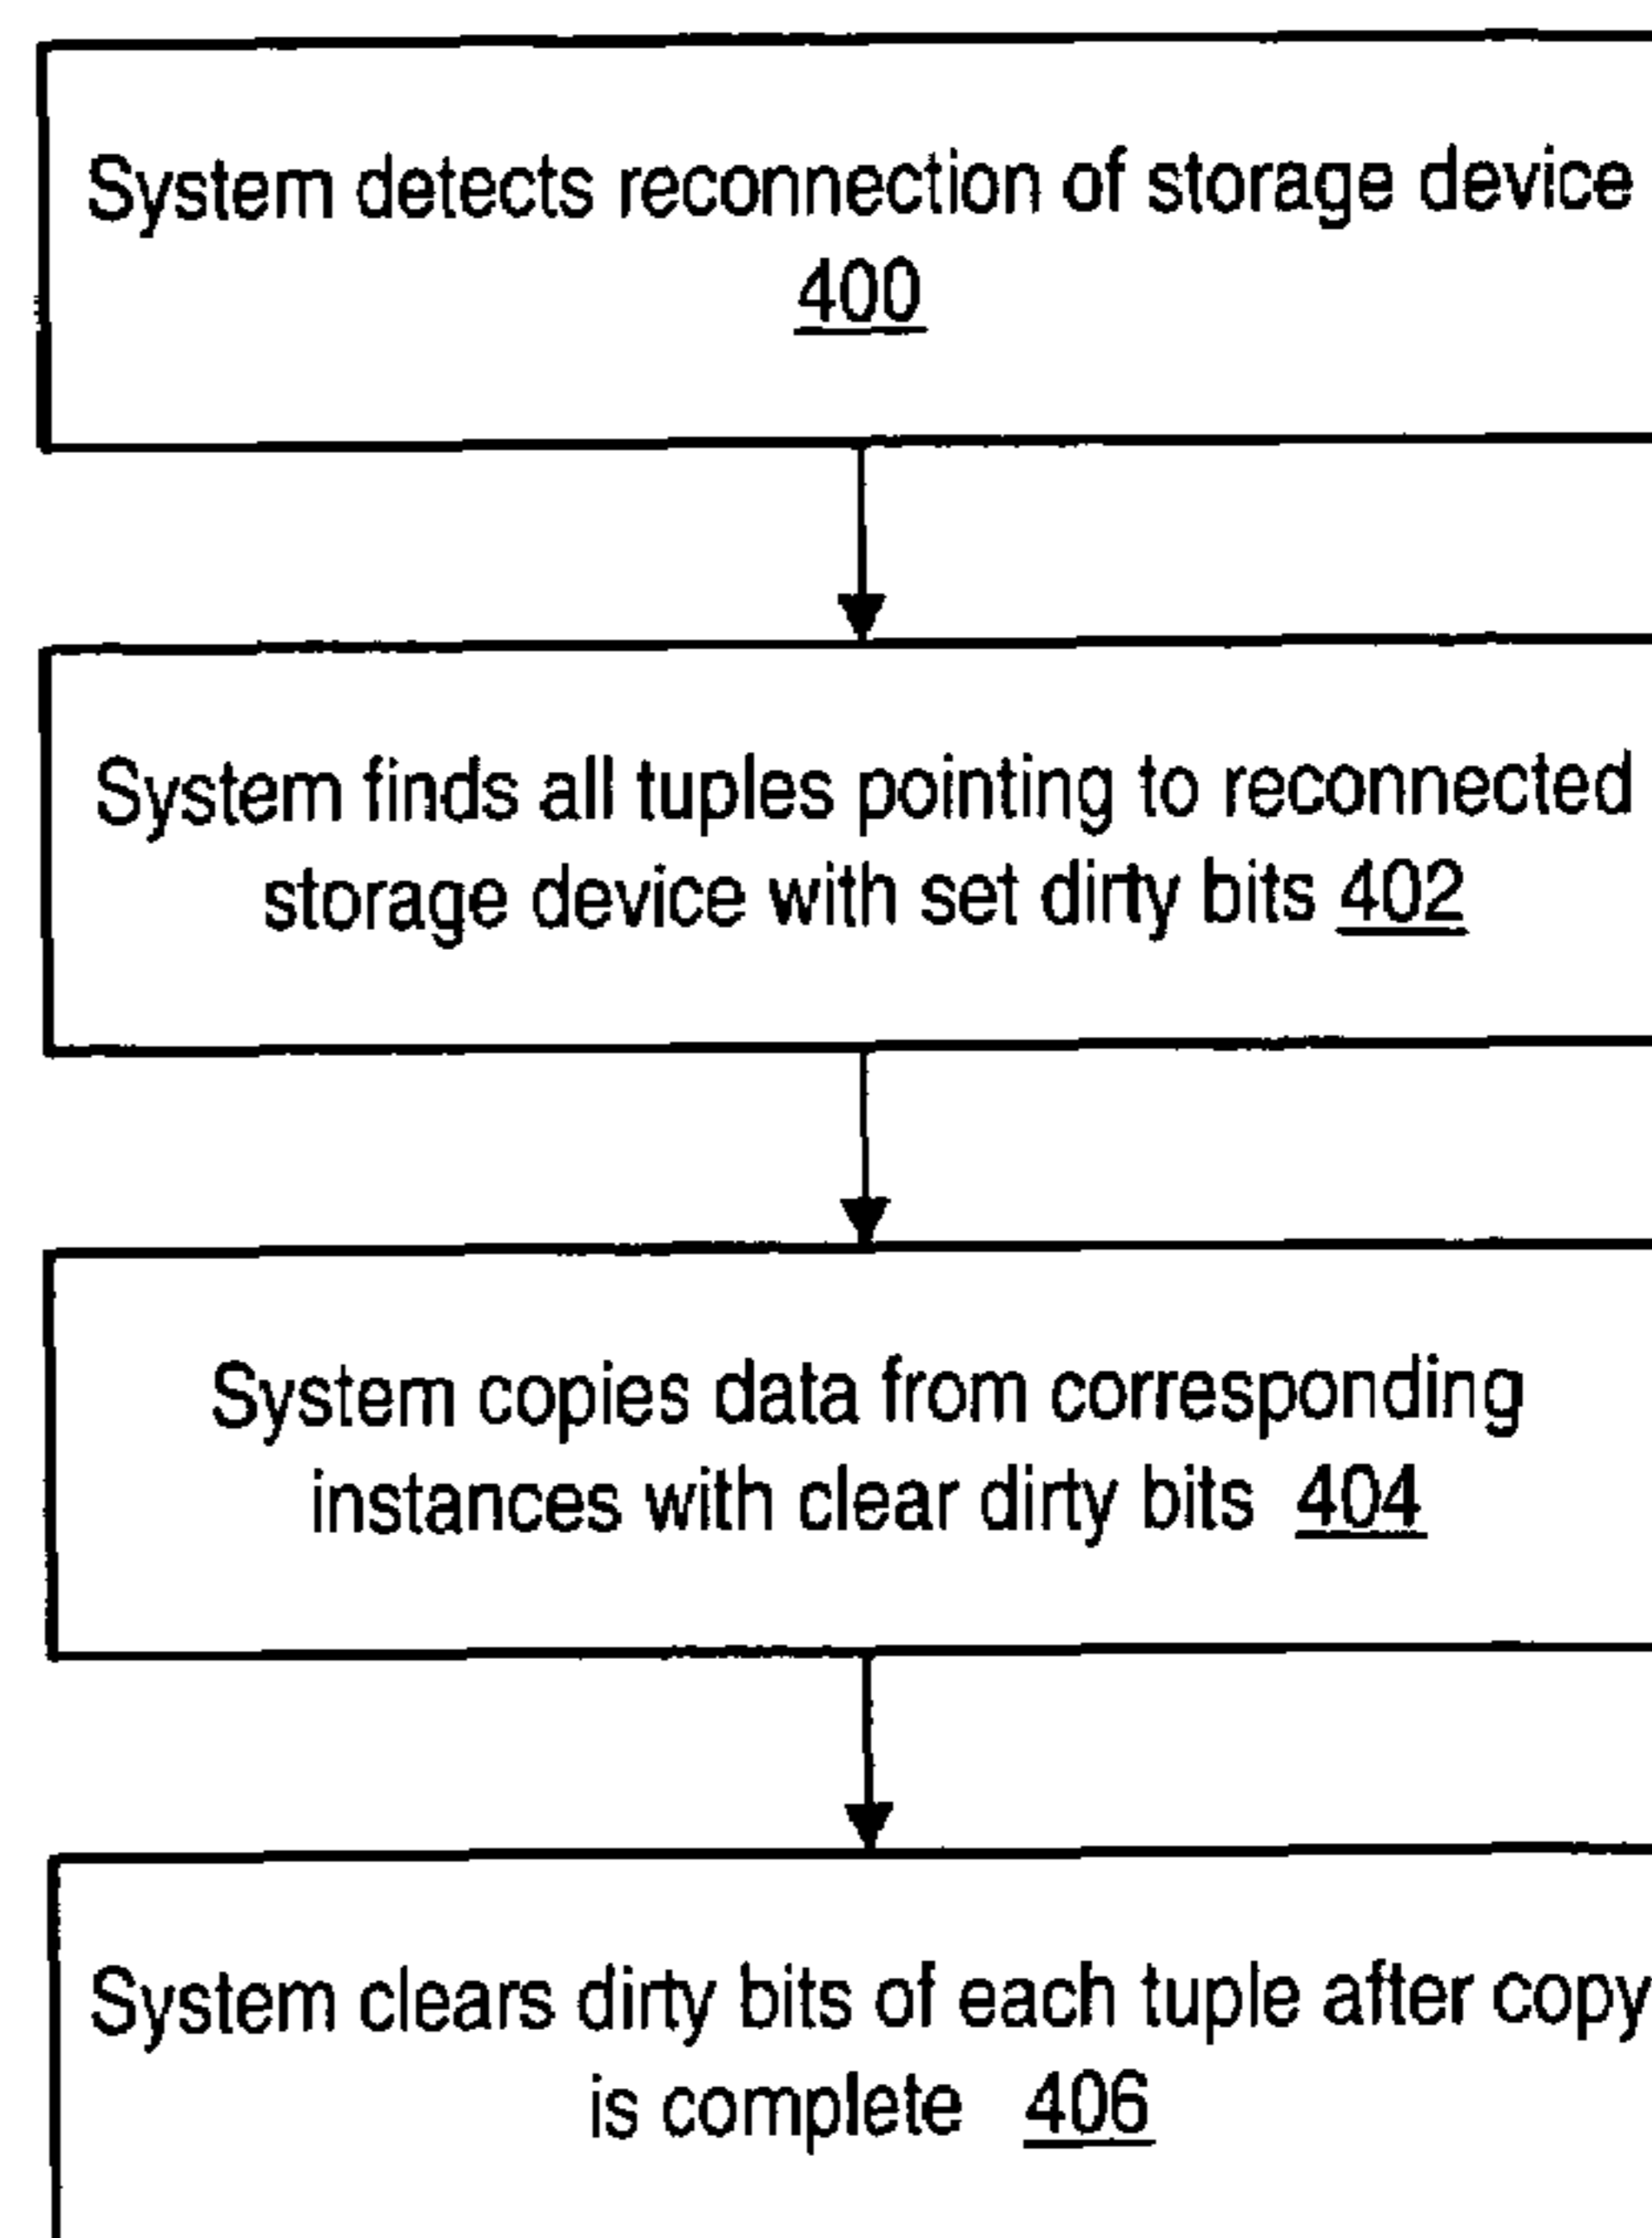 System detects reconnection of storage device
400
System finds all tuples pointing to reconnected
storage device with set dirty bits 402
System copies data from corresponding
instances with clear dirty bits 404
System clears dirty bits of each tuple after copy
is complete 406